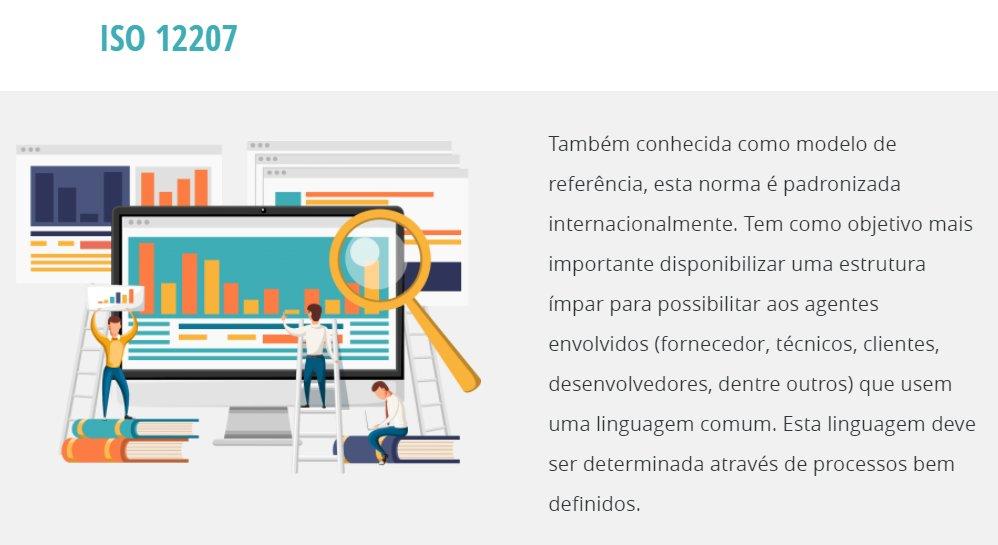 ISO 12207
Também conhecida como modelo de
referência, esta norma é padronizada
internacionalmente. Tem como objetivo mais
importante disponibilizar uma estrutura
ímpar para possibilitar aos agentes
envolvidos (fornecedor, técnicos, clientes,
desenvolvedores, dentre outros) que usem
uma linguagem comum. Esta linguagem deve
ser determinada através de processos bem
definidos.